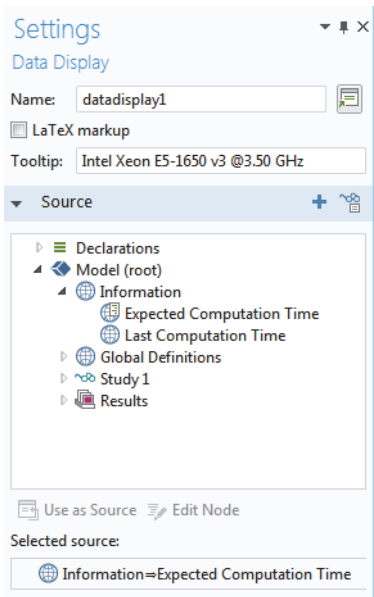 Settings
Data Display
Name: datadisplay1
LaTeX markup
Tooltip: Intel Xeon E5-1650 v3 @3.50 GHz
Source
Declarations
Model (root)
Information
Expected Computation Time
Last Computation Time
Global Definitions
Study 1
Results
Use as Source Edit Node
Selected source:
Information⇒Expected Computation Time